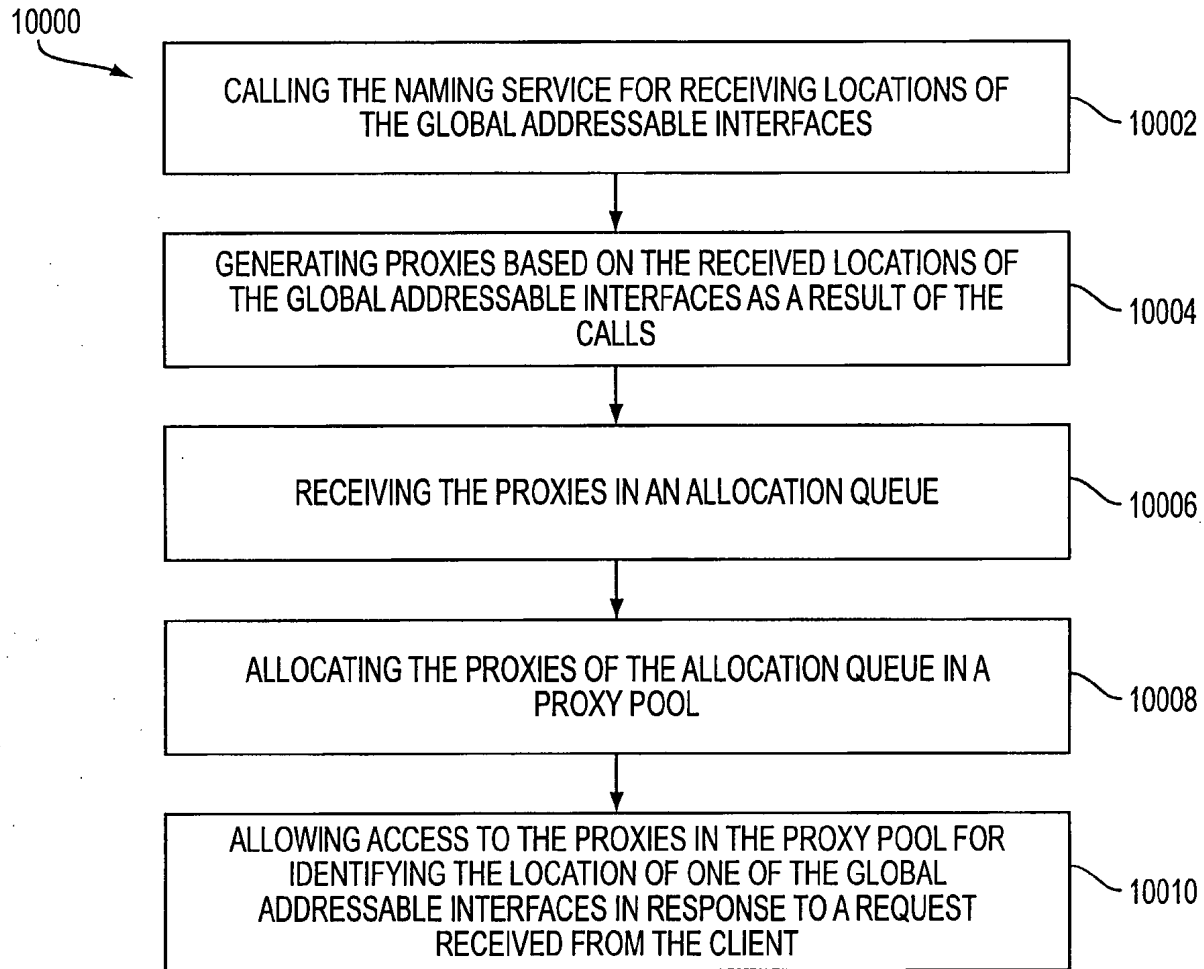 10000
CALLING THE NAMING SERVICE FOR RECEIVING LOCATIONS OF
THE GLOBAL ADDRESSABLE INTERFACES
10002
GENERATING PROXIES BASED ON THE RECEIVED LOCATIONS OF
THE GLOBAL ADDRESSABLE INTERFACES AS A RESULT OF THE
CALLS
10004
RECEIVING THE PROXIES IN AN ALLOCATION QUEUE
10006
ALLOCATING THE PROXIES OF THE ALLOCATION QUEUE IN A
PROXY POOL
10008
ALLOWING ACCESS TO THE PROXIES IN THE PROXY POOL FOR
IDENTIFYING THE LOCATION OF ONE OF THE GLOBAL
ADDRESSABLE INTERFACES IN RESPONSE TO A REQUEST
RECEIVED FROM THE CLIENT
10010